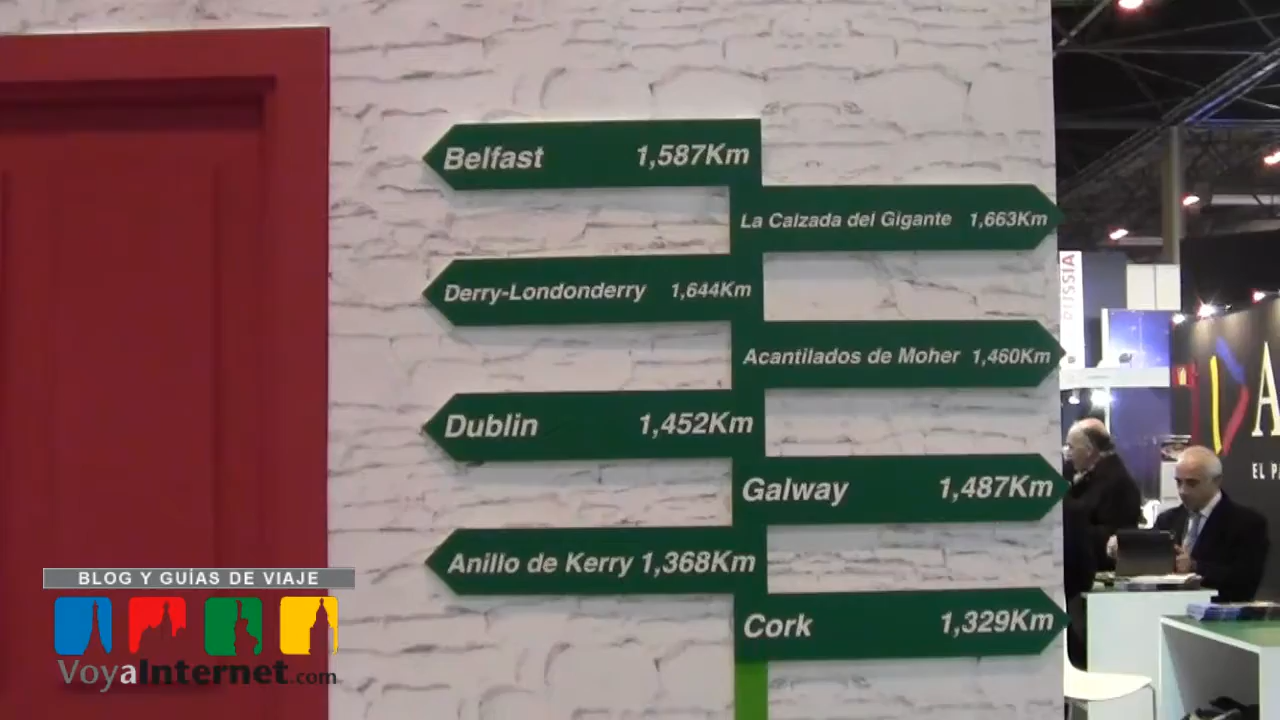 Belfast 1,587Km
La Calzada del Gigante 1,663Km
Derry-Londonderry 1,644Km
Acantilados de Moher 1,460Km
Dublin 1,452Km
Galway 1,487Km
Anillo de Kerry 1,368Km
Cork 1,329Km
RUSSIA
A
EL PA
BLOG Y GUÍAS DE VIAJE
VoyaInternet.com